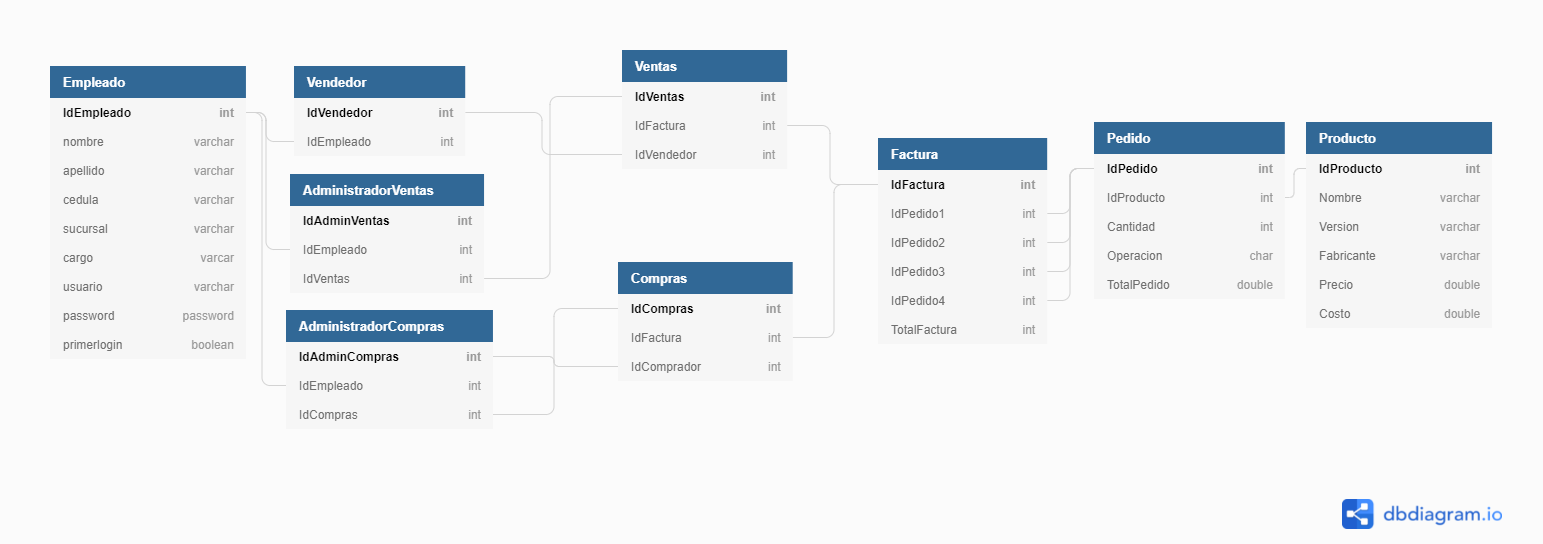 Empleado
IdEmpleado int
nombre varchar
apellido varchar
cedula varchar
sucursal varchar
cargo varcar
usuario varchar
password password
primerlogin boolean
Vendedor
IdVendedor int
IdEmpleado int
AdministradorVentas
IdAdminVentas int
IdEmpleado int
IdVentas int
AdministradorCompras
IdAdminCompras int
IdEmpleado int
IdCompras int
Ventas
IdVentas int
IdFactura int
IdVendedor int
Compras
IdCompras int
IdFactura int
IdComprador int
Factura
IdFactura int
IdPedido1 int
IdPedido2 int
IdPedido3 int
IdPedido4 int
TotalFactura int
Pedido
IdPedido int
IdProducto int
Cantidad int
Operacion char
TotalPedido double
Producto
IdProducto int
Nombre varchar
Version varchar
Fabricante varchar
Precio double
Costo double
dbdiagram.io